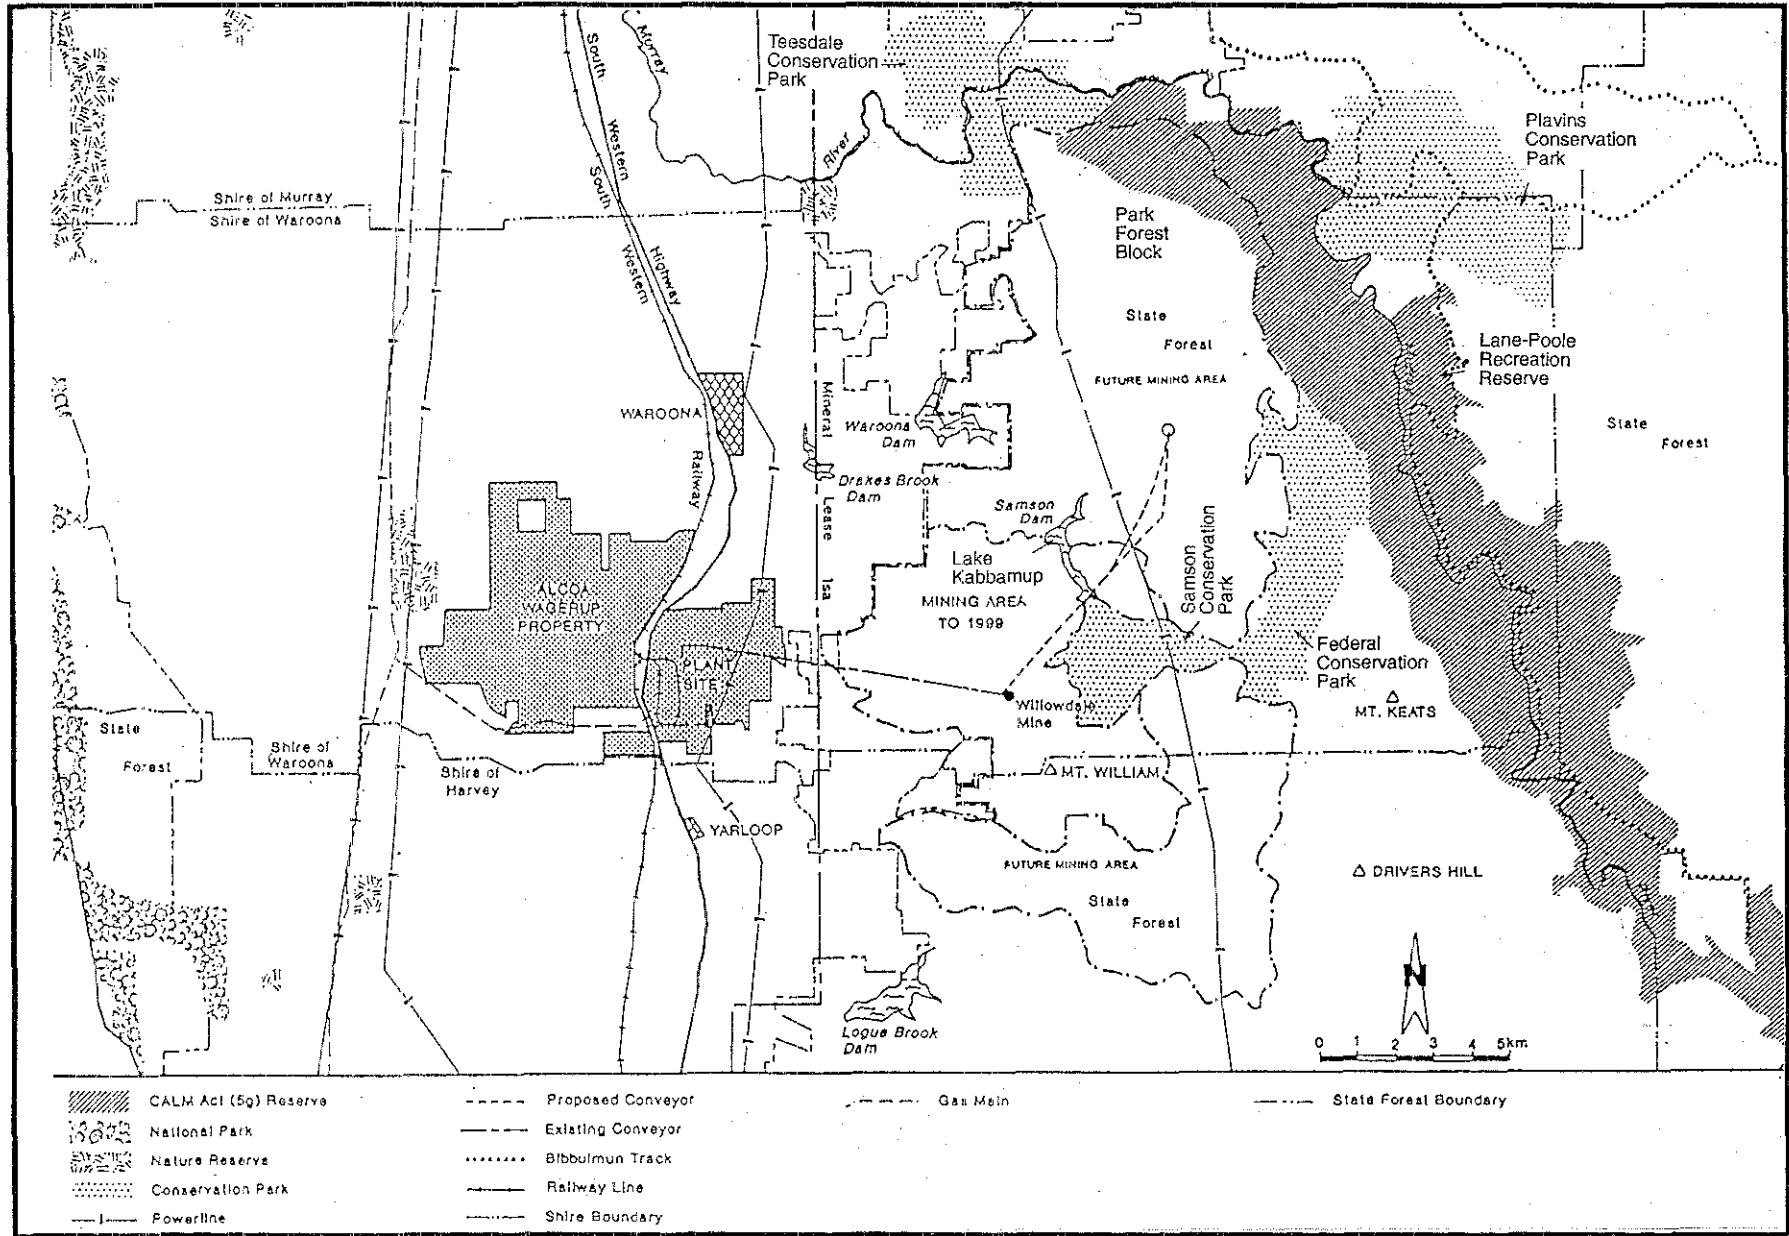 Teesdale
Conservation
Park
Murray
River
South
Western
Highway
South
Western
Railway
Plavins
Conservation
Park
Shire of Murray
Shire of Waroona
Park
Forest
Block
State
Forest
FUTURE MINING AREA
Lane-Poole
Recreation
Reserve
State
Forest
WAROONA
Mineral Lease 1sa
Waroona
Dam
Drakes Brook
Dam
Samson
Dam
Lake
Kabbamup
MINING AREA
TO 1999
Samson
Conservation
Park
ALCOA
WAGERUP
PROPERTY
PLANT
SITE
Federal
Conservation
Park
MT. KEATS
Willowdale
Mine
State
Forest
Shire of
Waroona
Shire of
Harvey
MT. WILLIAM
YARLOOP
FUTURE MINING AREA
State
Forest
DRIVERS HILL
Logue Brook
Dam
N
0 1 2 3 4 5km
CALM Act (5g) Reserve
National Park
Nature Reserve
Conservation Park
Powerline
Proposed Conveyor
Existing Conveyor
Bibbulmun Track
Railway Line
Shire Boundary
Gas Main
State Forest Boundary